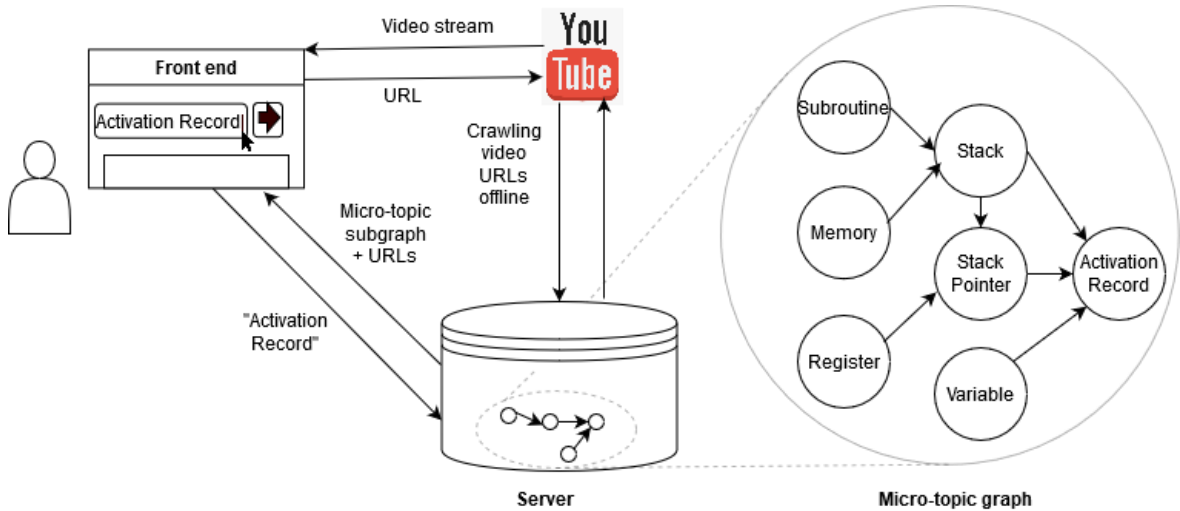 Video stream
You
Tube
Front end
URL
Activation Record
Crawling
video
URLs
offline
Micro-topic
subgraph
+ URLs
"Activation
Record"
Server
Subroutine
Stack
Memory
Stack
Pointer
Activation
Record
Register
Variable
Micro-topic graph